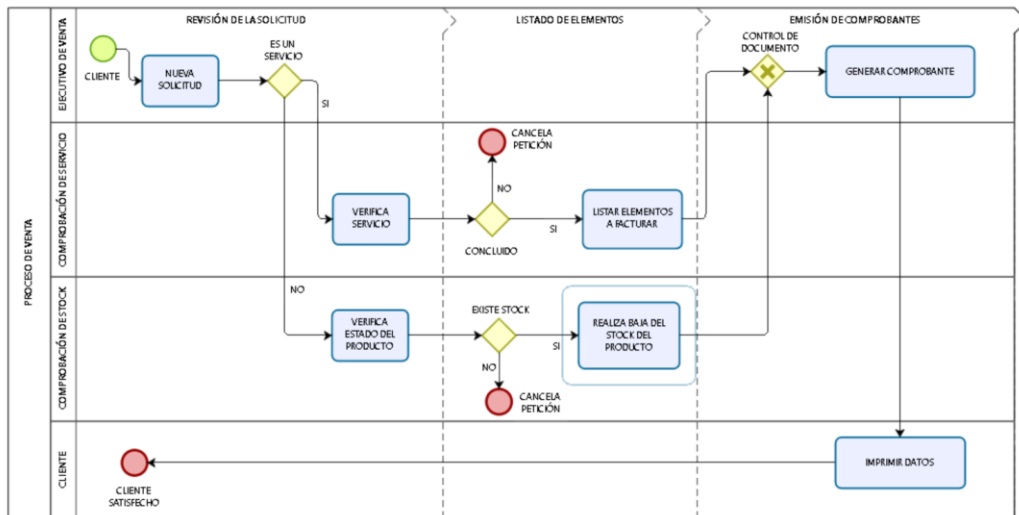 REVISIÓN DE LA SOLICITUD
LISTADO DE ELEMENTOS
EMISIÓN DE COMPROBANTES
PROCESO DE VENTA
EJECUTIVO DE VENTA
CLIENTE
NUEVA
SOLICITUD
ES UN
SERVICIO
SI
CONTROL DE
DOCUMENTO
GENERAR COMPROBANTE
COMPROBACIÓN DE SERVICIO
VERIFICA
SERVICIO
CANCELA
PETICIÓN
NO
CONCLUIDO
SI
LISTAR ELEMENTOS
A FACTURAR
COMPROBACIÓN DE STOCK
NO
VERIFICA
ESTADO DEL
PRODUCTO
EXISTE STOCK
SI
NO
CANCELA
PETICIÓN
REALIZA BAJA DEL
STOCK DEL
PRODUCTO
CLIENTE
CLIENTE
SATISFECHO
IMPRIMIR DATOS